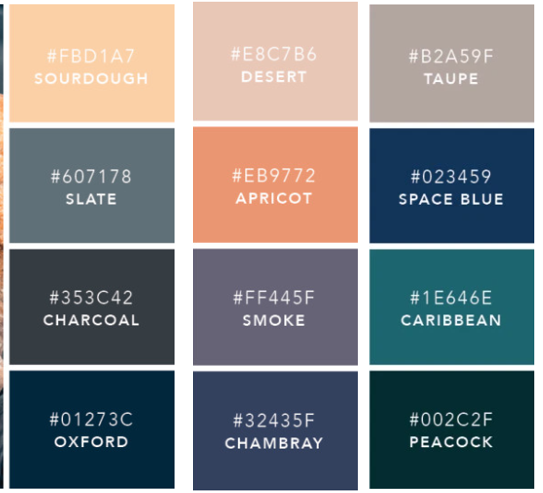 #FBD1A7
SOURDOUGH
#E8C7B6
DESERT
#B2A59F
TAUPE
#607178
SLATE
#EB9772
APRICOT
#023459
SPACE BLUE
#353C42
CHARCOAL
#FF445F
SMOKE
#1E646E
CARIBBEAN
#01273C
OXFORD
#32435F
CHAMBRAY
#002C2F
PEACOCK